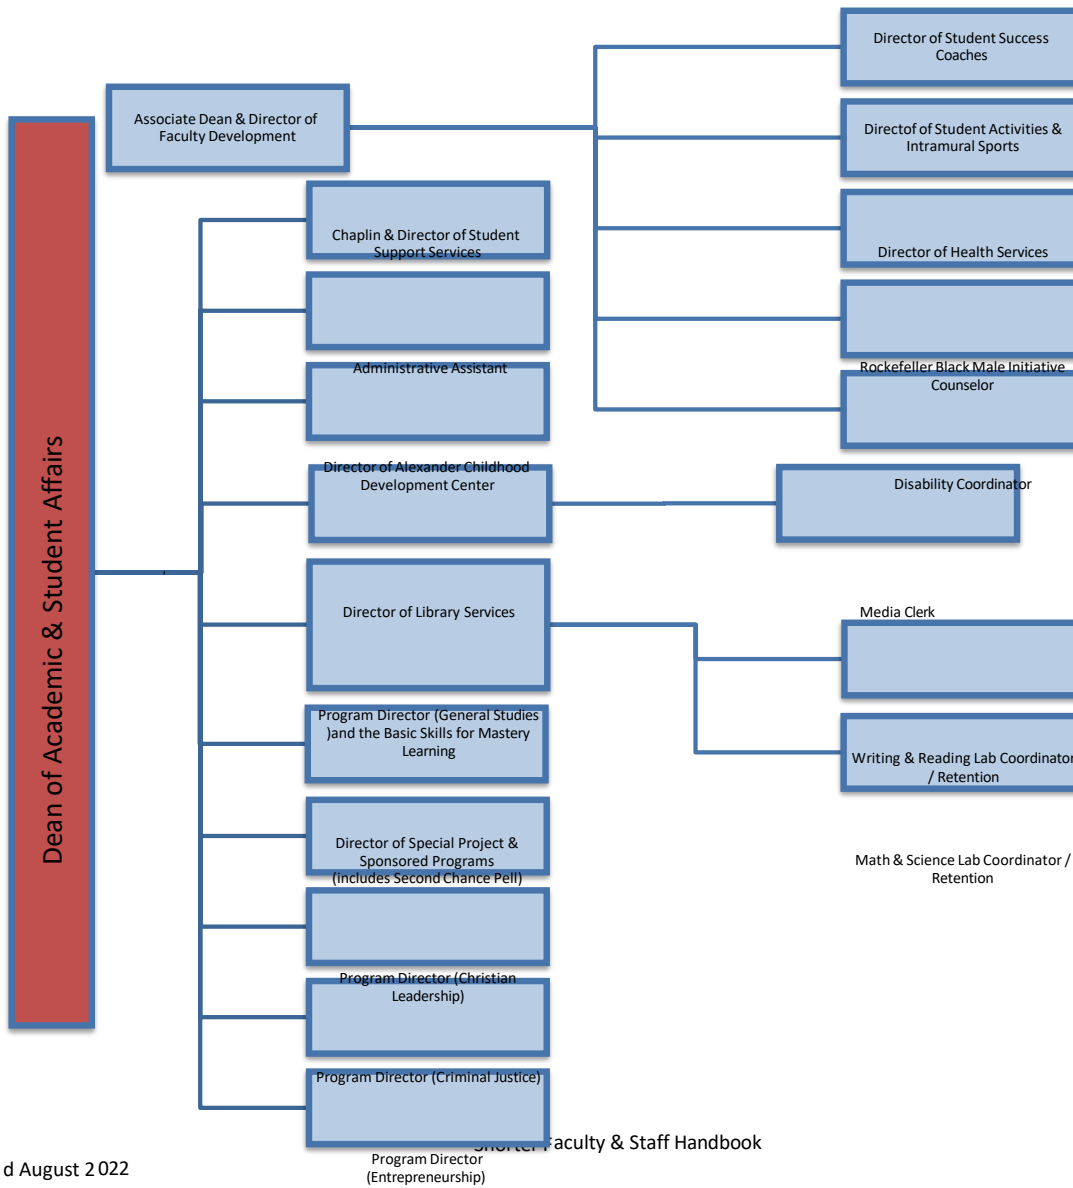 Director of Student Success
Coaches
Associate Dean & Director of
Faculty Development
Directof of Student Activities &
Intramural Sports
Chaplin & Director of Student
Support Services
Director of Health Services
Administrative Assistant
Rockefeller Black Male Initiative
Counselor
Dean of Academic & Student Affairs
Director of Alexander Childhood
Development Center
Disability Coordinator
Director of Library Services
Media Clerk
Program Director (General Studies
)and the Basic Skills for Mastery
Learning
Writing & Reading Lab Coordinator
/ Retention
Director of Special Project &
Sponsored Programs
(includes Second Chance Pell)
Math & Science Lab Coordinator /
Retention
Program Director (Christian
Leadership)
Program Director (Criminal Justice)
Shorter Faculty & Staff Handbook
Program Director
(Entrepreneurship)
d August 2022